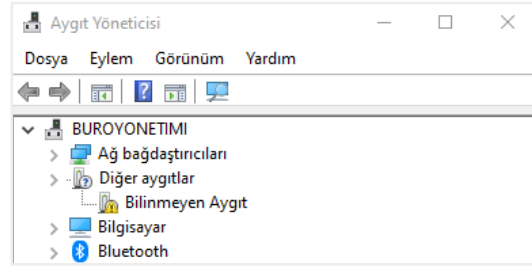 Aygıt Yöneticisi
Dosya Eylem Görünüm Yardım
BUROYONETIMI
Ağ bağdaştırıcıları
Diğer aygıtlar
Bilinmeyen Aygıt
Bilgisayar
Bluetooth